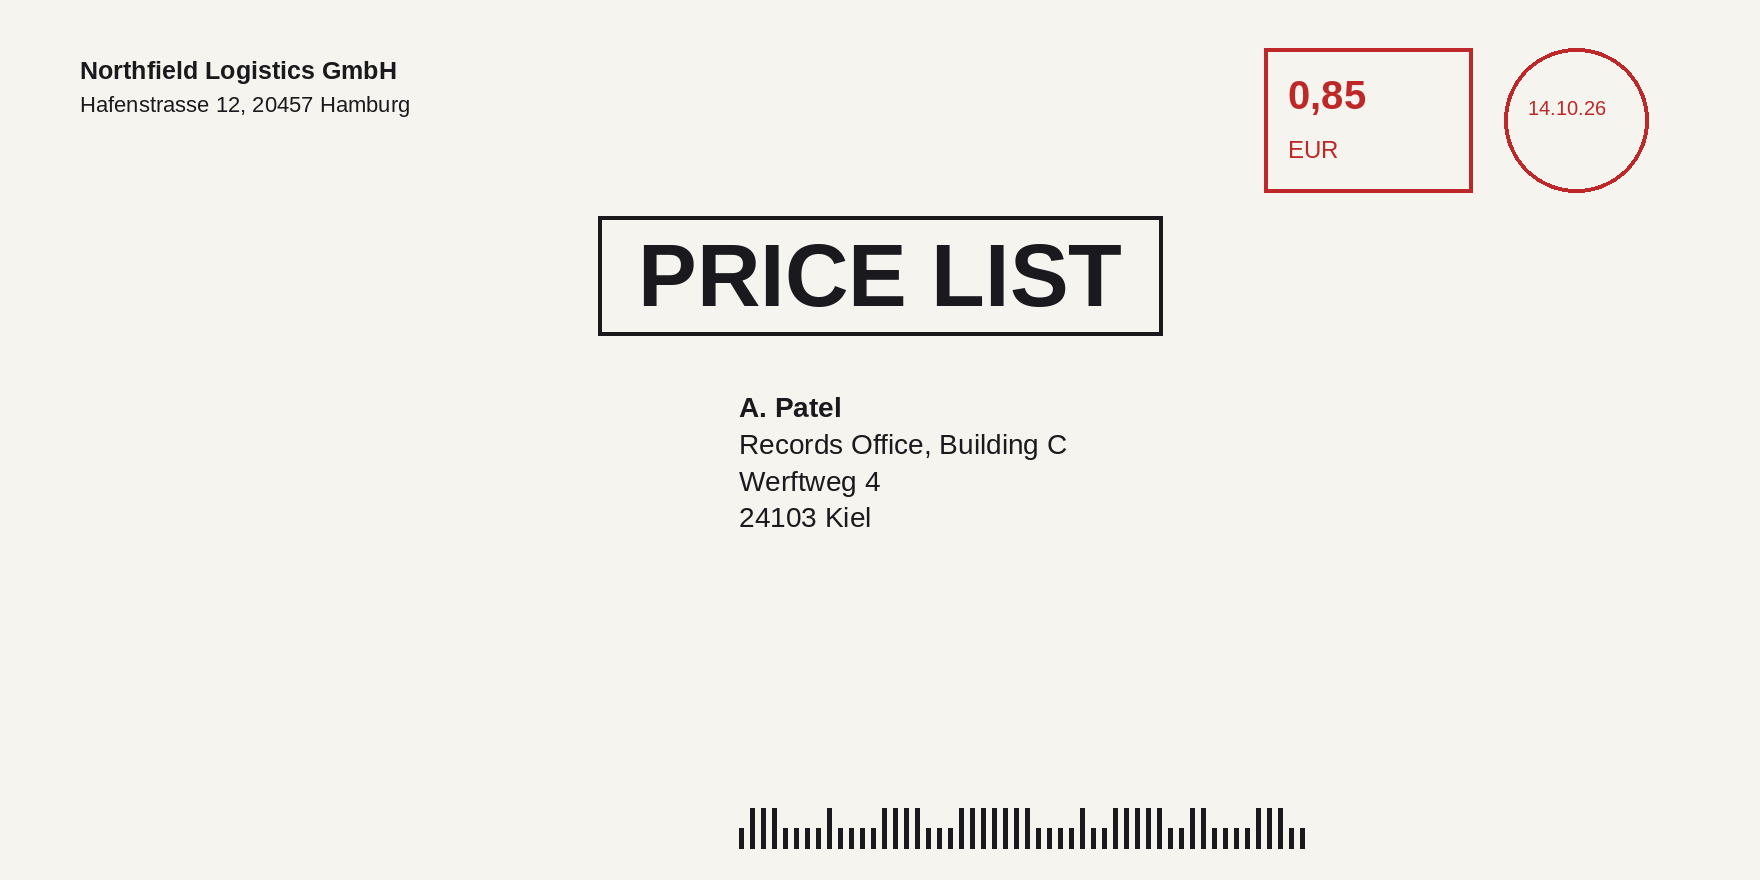 Northfield Logistics GmbH
Hafenstrasse 12, 20457 Hamburg
0,85
EUR
14.10.26
PRICE LIST
A. Patel
Records Office, Building C
Werftweg 4
24103 Kiel